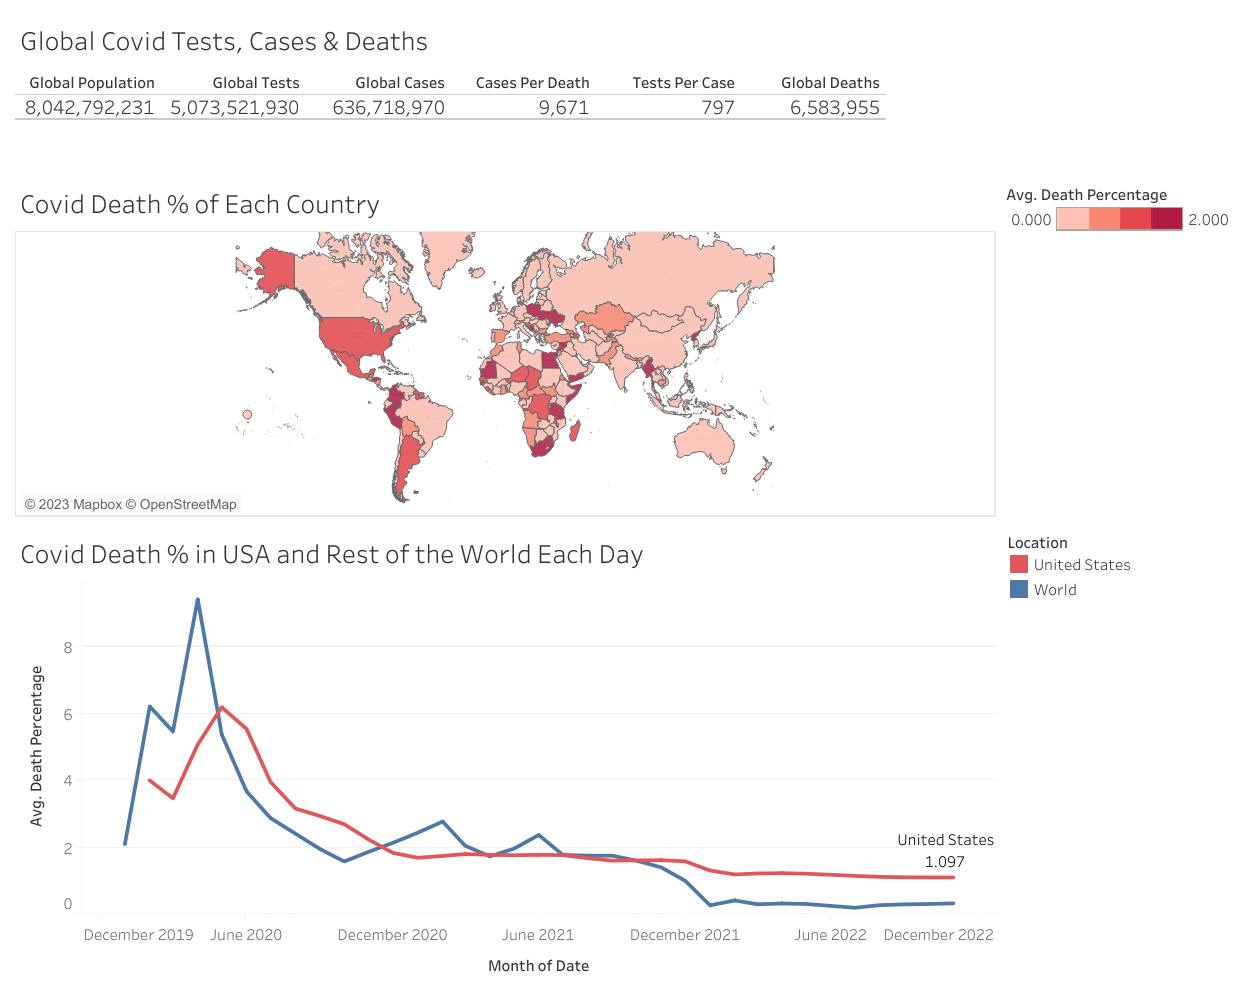 Global Covid Tests, Cases & Deaths
Global Population Global Tests Global Cases Cases Per Death Tests Per Case Global Deaths
8,042,792,231 5,073,521,930 636,718,970 9,671 797 6,583,955
Covid Death % of Each Country
Avg. Death Percentage
0.000 2.000
© 2023 Mapbox © OpenStreetMap
Covid Death % in USA and Rest of the World Each Day
Location
United States
World
Avg. Death Percentage
8
6
4
2
0
United States
1.097
December 2019 June 2020 December 2020 June 2021 December 2021 June 2022 December 2022
Month of Date